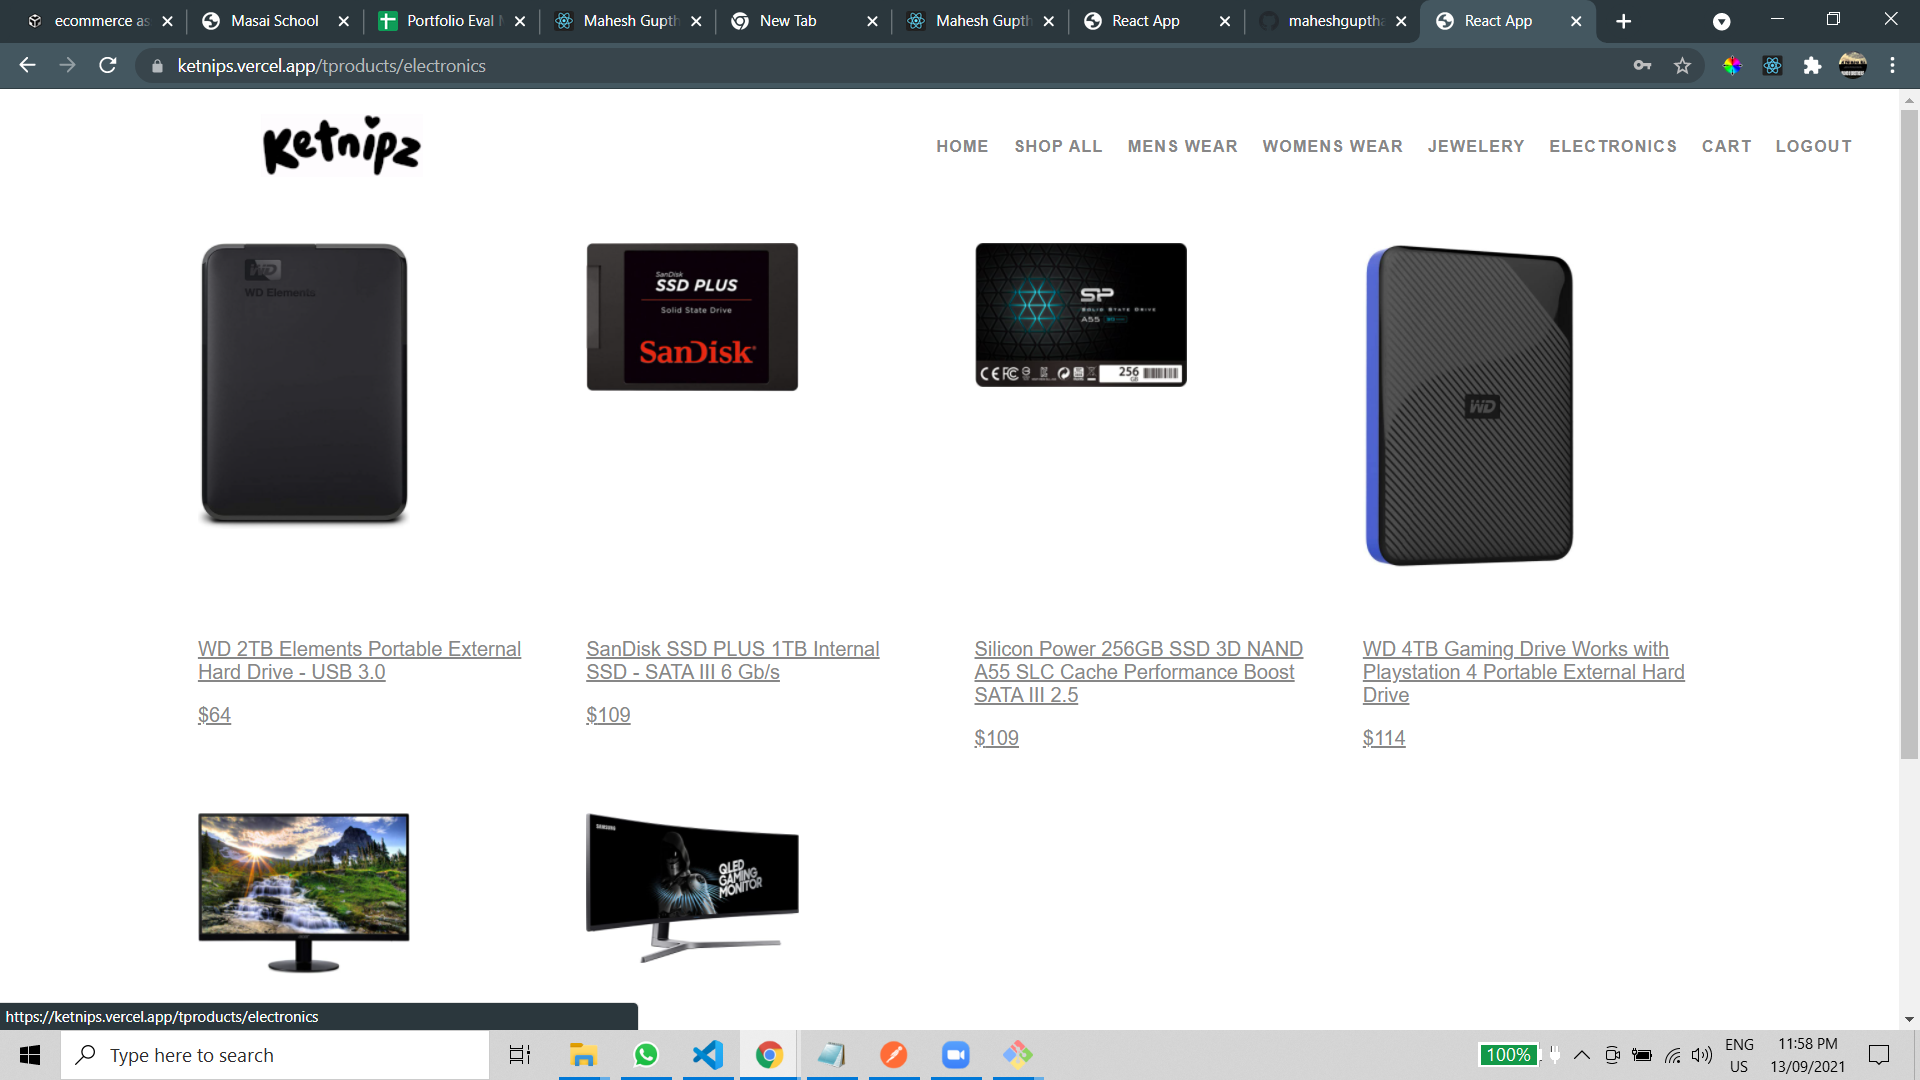 ecommerce as
Masai School
Portfolio Eval M
Mahesh Gupth
New Tab
Mahesh Gupth
React App
maheshguptha
React App
ketnips.vercel.app/tproducts/electronics
Ketnipz
HOME SHOP ALL MENS WEAR WOMENS WEAR JEWELERY ELECTRONICS CART LOGOUT
WD
WD Elements
SanDisk
SSD PLUS
Solid State Drive
SanDisk
SP
SOLID STATE DRIVE
A55
256
GB
WD
WD 2TB Elements Portable External
Hard Drive - USB 3.0
$64
SanDisk SSD PLUS 1TB Internal
SSD - SATA III 6 Gb/s
$109
Silicon Power 256GB SSD 3D NAND
A55 SLC Cache Performance Boost
SATA III 2.5
$109
WD 4TB Gaming Drive Works with
Playstation 4 Portable External Hard
Drive
$114
SAMSUNG
QLED
GAMING
MONITOR
https://ketnips.vercel.app/tproducts/electronics
Type here to search
100%
ENG
US
11:58 PM
13/09/2021